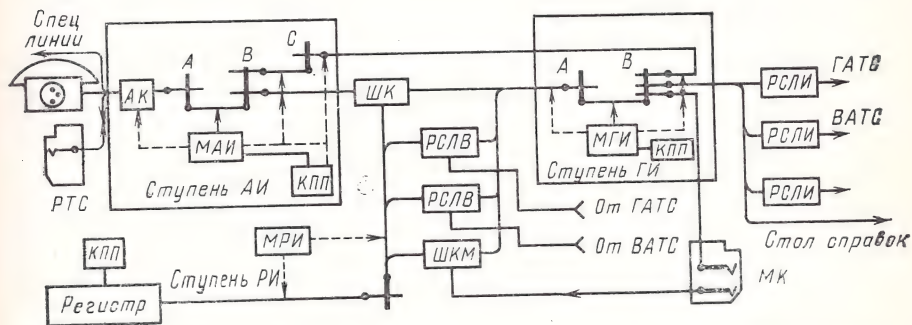 Спец
линии
РТС
АК
А
В
С
МАИ
КПП
Ступень АИ
ШК
РСЛВ
РСЛВ
ШКМ
МРИ
КПП
Ступень РИ
Регистр
А
В
МГИ
КПП
Ступень ГИ
От ГАТС
От ВАТС
МК
РСЛИ
ГАТС
РСЛИ
ВАТС
РСЛИ
Стол справок